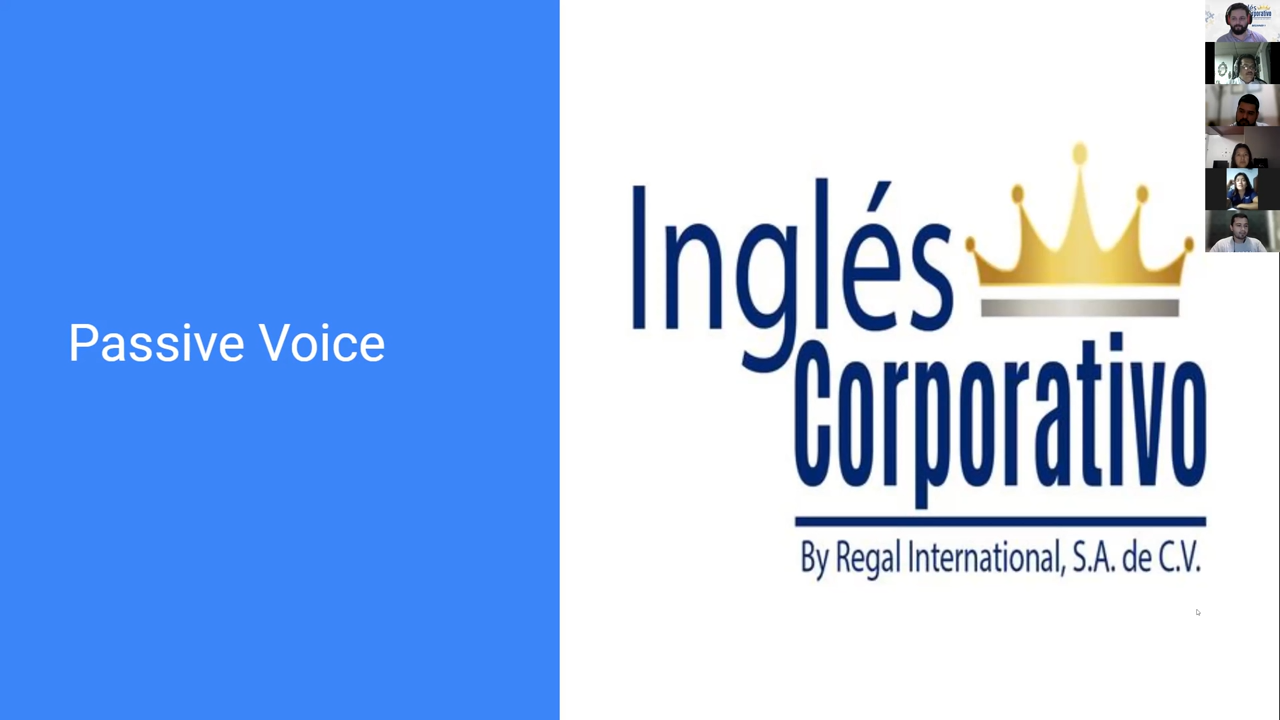 Passive Voice
Inglés
Corporativo
By Regal International, S.A. de C.V.